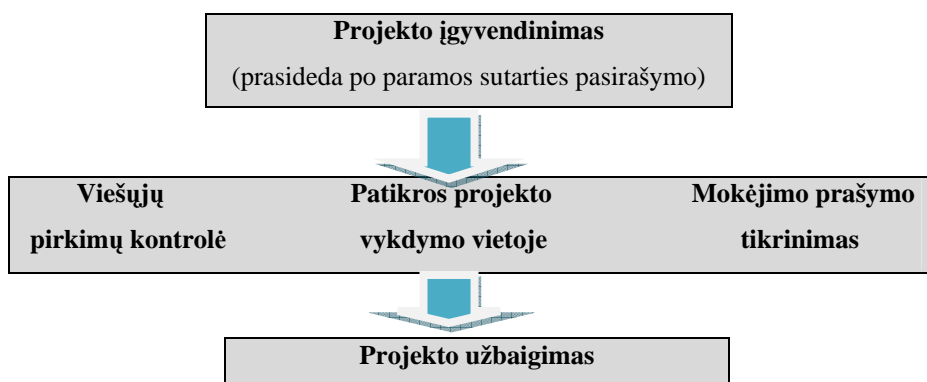 Projekto įgyvendinimas
(prasideda po paramos sutarties pasirašymo)
Viešųjų
pirkimų kontrolė
Patikros projekto
vykdymo vietoje
Mokėjimo prašymo
tikrinimas
Projekto užbaigimas